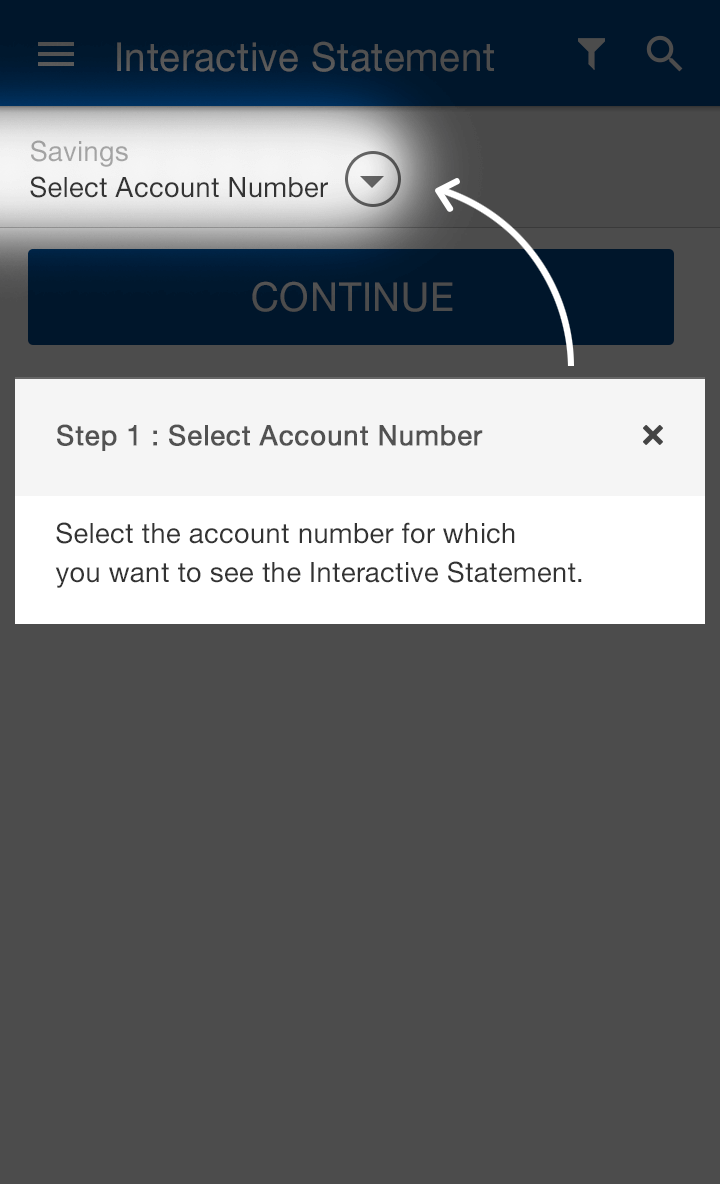 Interactive Statement
Savings
Select Account Number
CONTINUE
Step 1 : Select Account Number
Select the account number for which
you want to see the Interactive Statement.